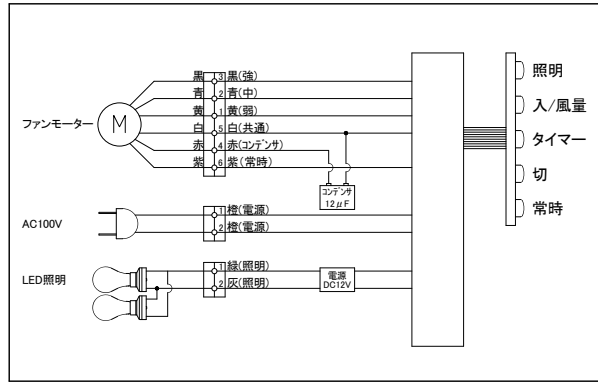 黒 3 黒(強)
青 2 青(中)
黄 1 黄(弱)
白 5 白(共通)
赤 4 赤(コンデンサ)
紫 6 紫(常時)
ファンモーター
M
コンデンサ
12μF
AC100V
1 橙(電源)
2 橙(電源)
LED照明
1 緑(照明)
2 灰(照明)
電源
DC12V
照明
入/風量
タイマー
切
常時